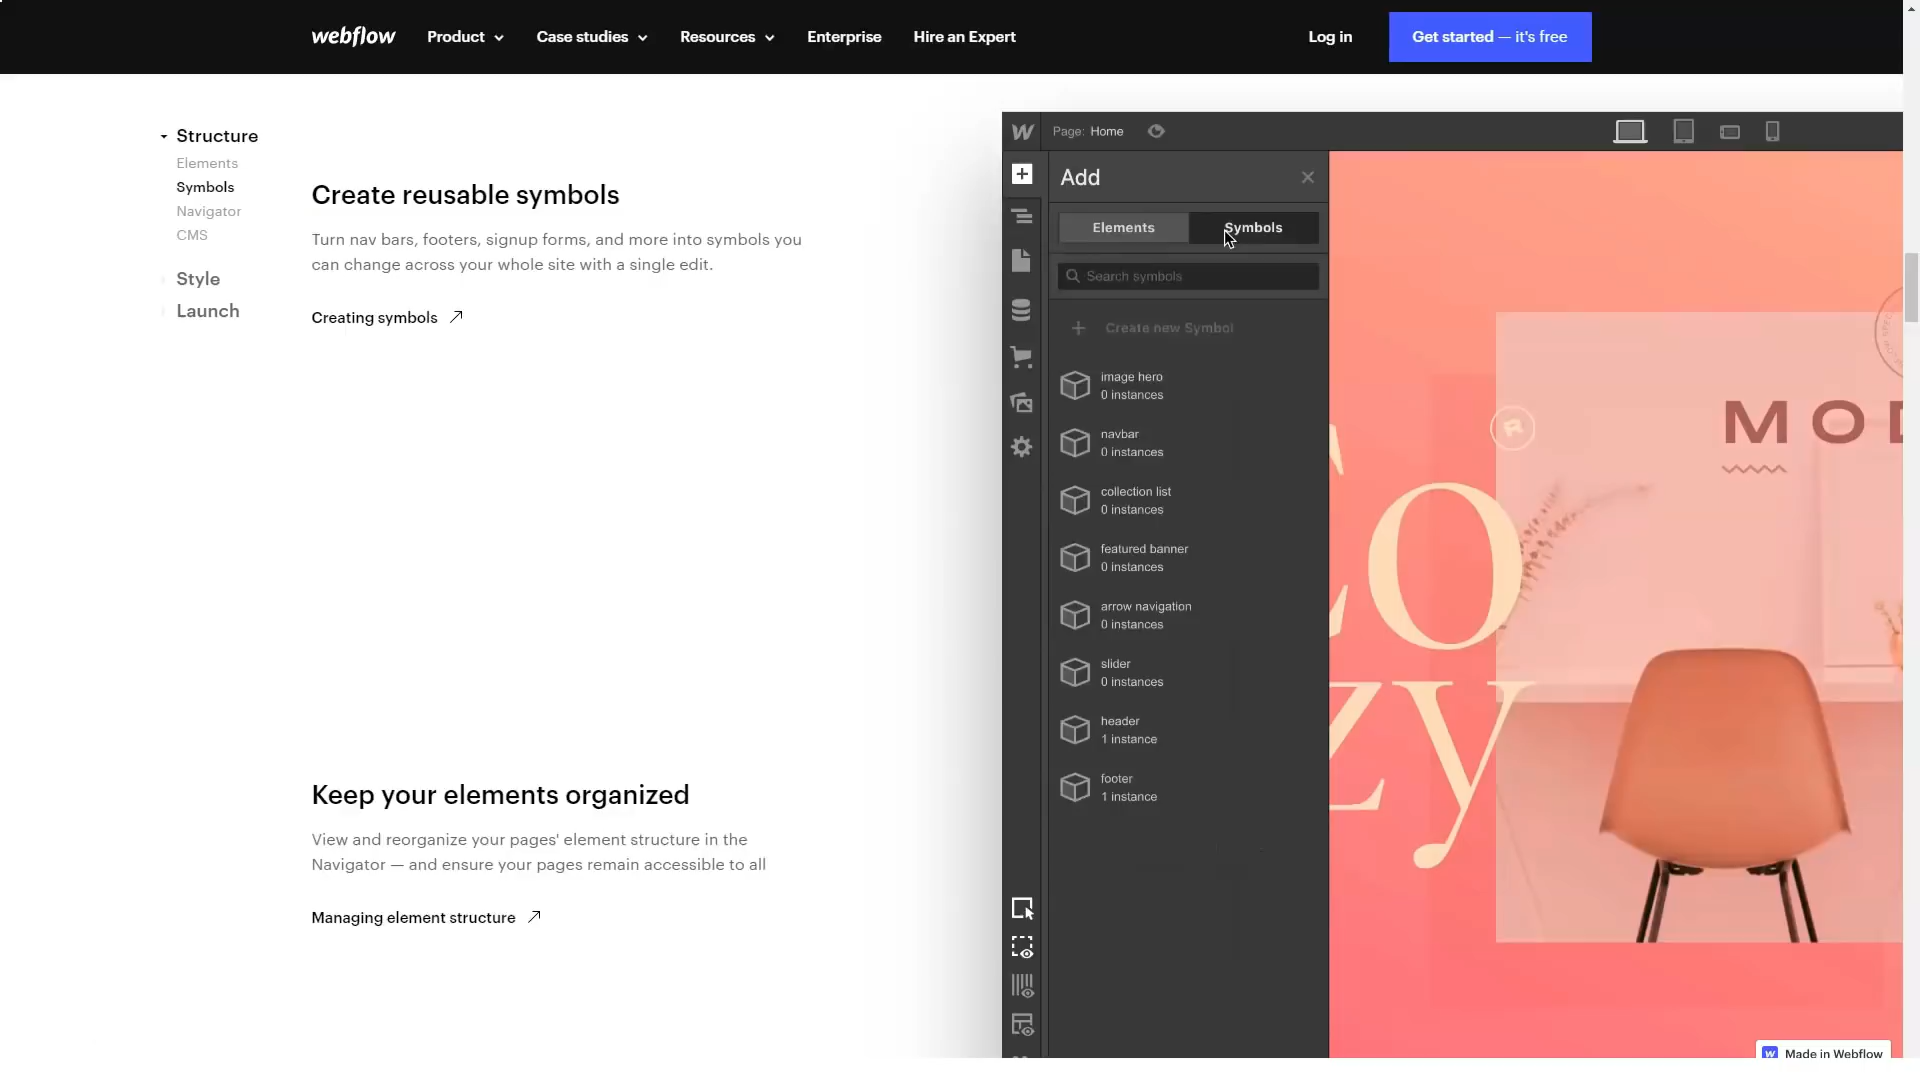 webflow Product Case studies Resources Enterprise Hire an Expert Log in Get started — it's free
Structure
Elements
Symbols
Navigator
CMS
Style
Launch
Create reusable symbols
Turn nav bars, footers, signup forms, and more into symbols you
can change across your whole site with a single edit.
Creating symbols
Keep your elements organized
View and reorganize your pages' element structure in the
Navigator — and ensure your pages remain accessible to all
Managing element structure
W Page: Home
Add
Elements Symbols
Search symbols
Create new Symbol
image hero
0 instances
navbar
0 instances
collection list
0 instances
featured banner
0 instances
arrow navigation
0 instances
slider
0 instances
header
1 instance
footer
1 instance
MOD
o
zy
Made in Webflow